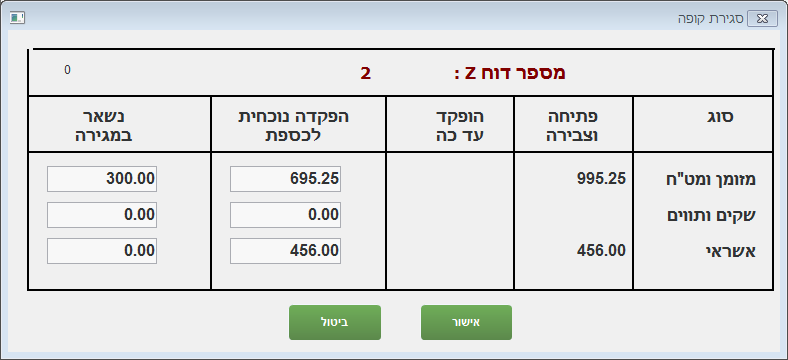 סגירת קופה
מספר דוח Z : 2 0
סוג פתיחה וצבירה הופקד עד כה הפקדה נוכחית לכספת נשאר במגירה
מזומן ומט"ח 995.25 695.25 300.00
שקים ותווים 0.00 0.00
אשראי 456.00 456.00 0.00
אישור ביטול